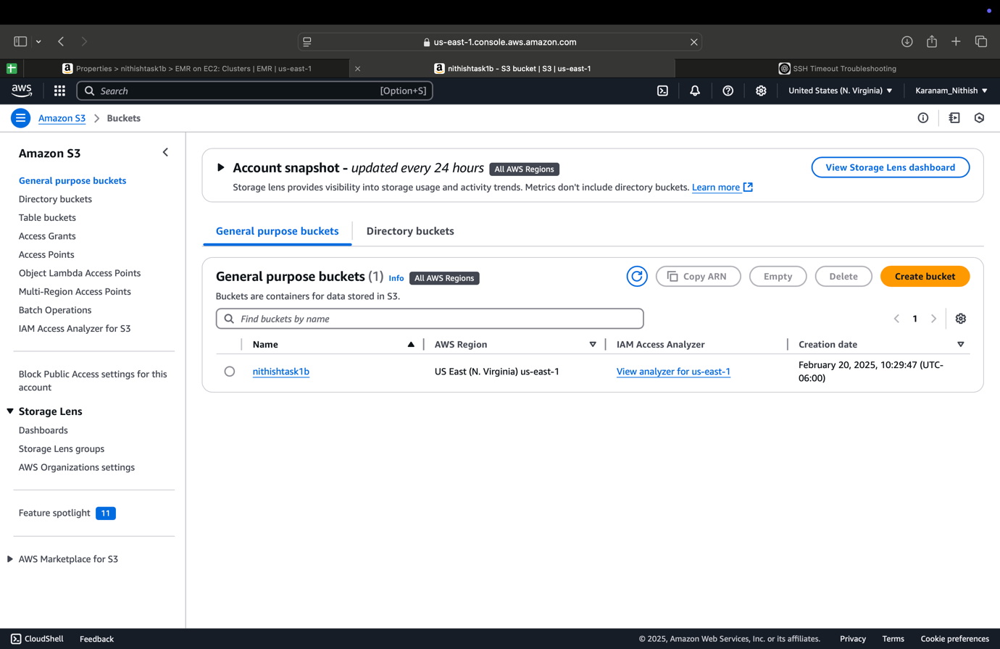 us-east-1.console.aws.amazon.com
Properties > nithishtask1b > EMR on EC2: Clusters | EMR | us-east-1
nithishtask1b - S3 bucket | S3 | us-east-1
SSH Timeout Troubleshooting
aws
Search
[Option+S]
United States (N. Virginia)
Karanam_Nithish
Amazon S3
Buckets
Amazon S3
General purpose buckets
Directory buckets
Table buckets
Access Grants
Access Points
Object Lambda Access Points
Multi-Region Access Points
Batch Operations
IAM Access Analyzer for S3
Block Public Access settings for this
account
Storage Lens
Dashboards
Storage Lens groups
AWS Organizations settings
Feature spotlight 11
AWS Marketplace for S3
Account snapshot - updated every 24 hours All AWS Regions
View Storage Lens dashboard
Storage lens provides visibility into storage usage and activity trends. Metrics don't include directory buckets. Learn more
General purpose buckets
Directory buckets
General purpose buckets (1) Info All AWS Regions
Copy ARN
Empty
Delete
Create bucket
Buckets are containers for data stored in S3.
Find buckets by name
1
Name
AWS Region
IAM Access Analyzer
Creation date
nithishtask1b
US East (N. Virginia) us-east-1
View analyzer for us-east-1
February 20, 2025, 10:29:47 (UTC-
06:00)
CloudShell
Feedback
© 2025, Amazon Web Services, Inc. or its affiliates.
Privacy
Terms
Cookie preferences